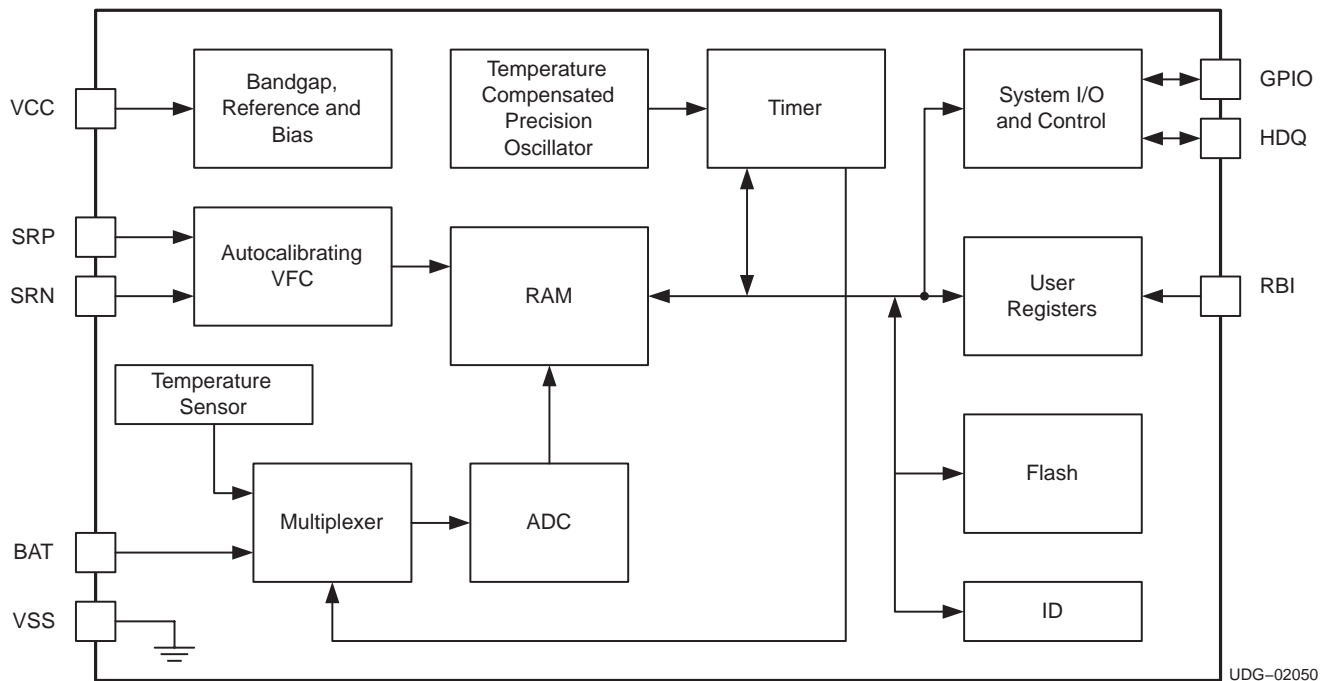 VCC
Bandgap,
Reference and
Bias
Temperature
Compensated
Precision
Oscillator
Timer
System I/O
and Control
GPIO
HDQ
SRP
SRN
Autocalibrating
VFC
RAM
User
Registers
RBI
Temperature
Sensor
Multiplexer
ADC
Flash
BAT
VSS
ID
UDG–02050